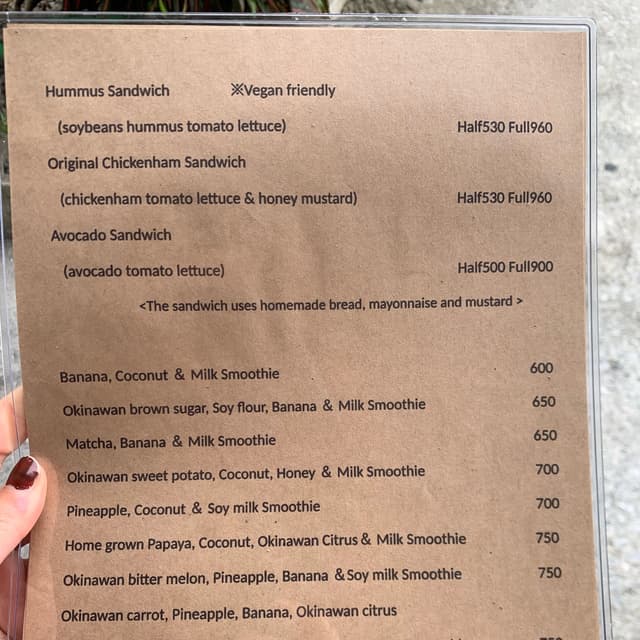 Hummus Sandwich ※Vegan friendly
(soybeans hummus tomato lettuce) Half530 Full960
Original Chickenham Sandwich
(chickenham tomato lettuce & honey mustard) Half530 Full960
Avocado Sandwich
(avocado tomato lettuce) Half500 Full900
<The sandwich uses homemade bread, mayonnaise and mustard >
Banana, Coconut & Milk Smoothie 600
Okinawan brown sugar, Soy flour, Banana & Milk Smoothie 650
Matcha, Banana & Milk Smoothie 650
Okinawan sweet potato, Coconut, Honey & Milk Smoothie 700
Pineapple, Coconut & Soy milk Smoothie 700
Home grown Papaya, Coconut, Okinawan Citrus & Milk Smoothie 750
Okinawan bitter melon, Pineapple, Banana & Soy milk Smoothie 750
Okinawan carrot, Pineapple, Banana, Okinawan citrus